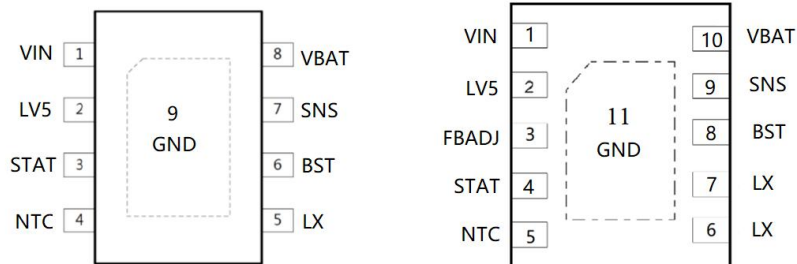 VIN 1 8 VBAT
LV5 2 9 7 SNS
GND
STAT 3 6 BST
NTC 4 5 LX
VIN 1 10 VBAT
LV5 2 9 SNS
11
FBADJ 3 8 BST
GND
STAT 4 7 LX
NTC 5 6 LX